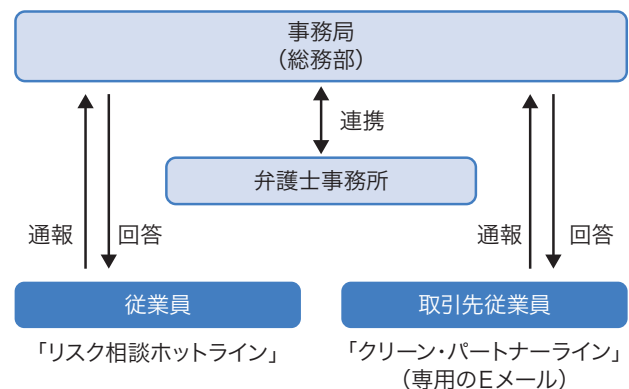 事務局
（総務部）
連携
弁護士事務所
通報
回答
通報
回答
従業員
取引先従業員
「リスク相談ホットライン」
「クリーン・パートナーライン」
（専用のEメール）